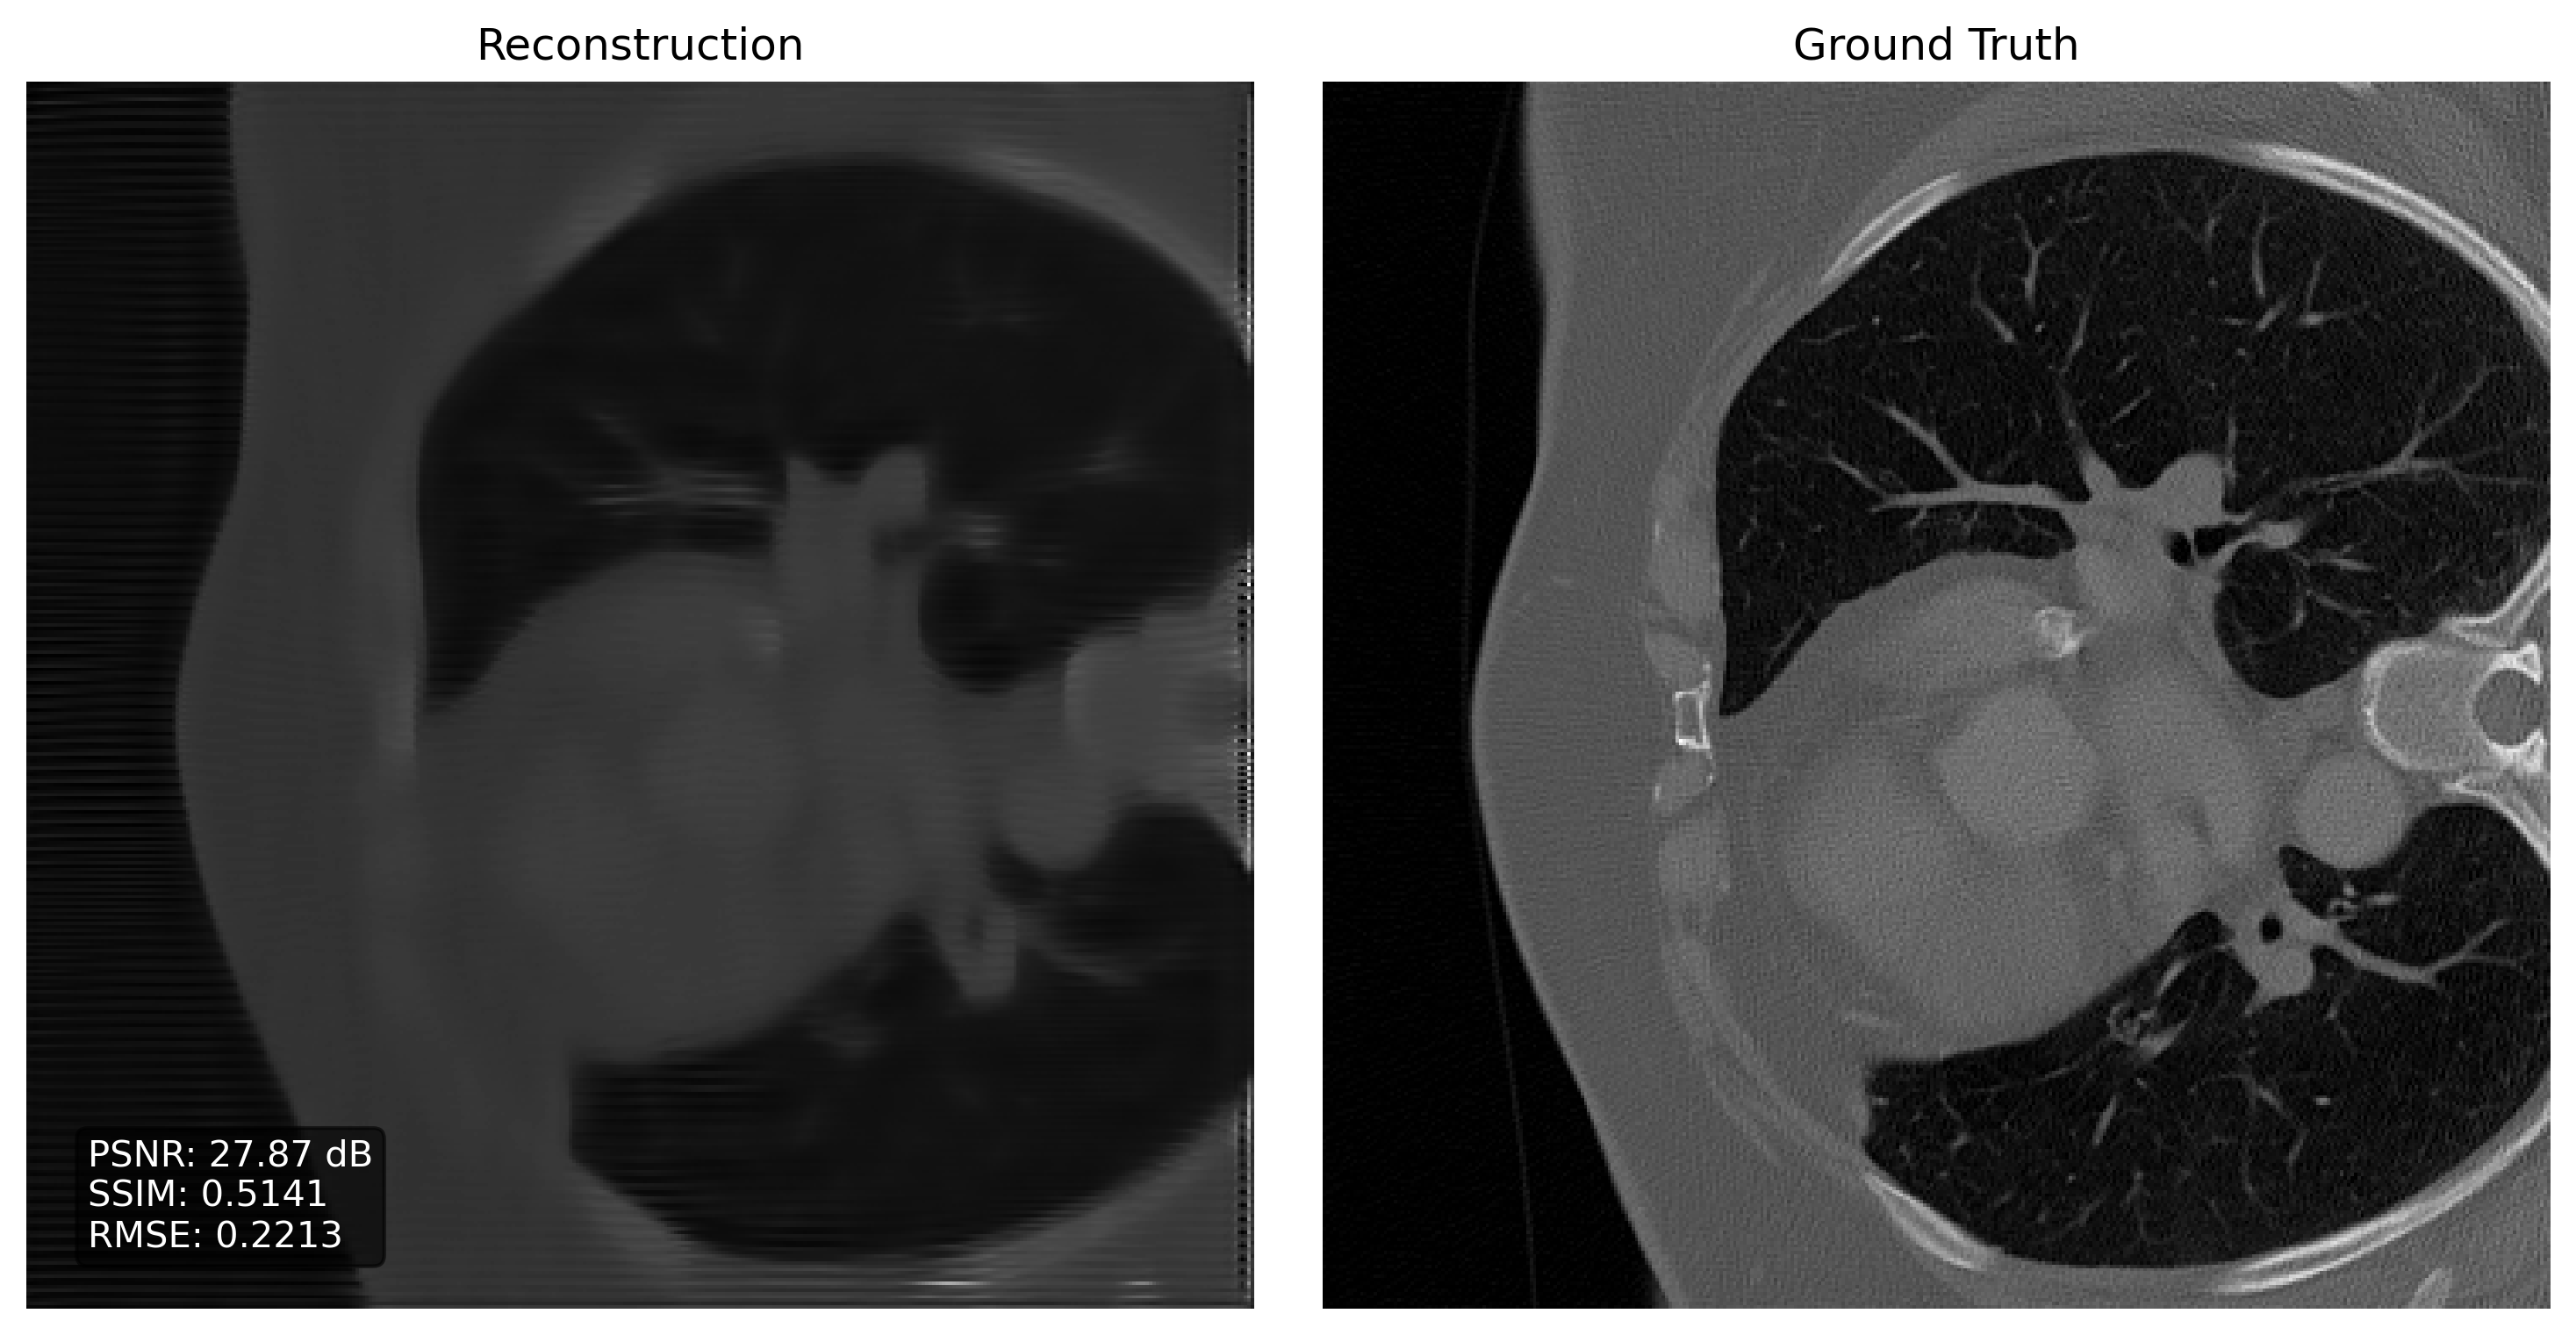 Reconstruction
Ground Truth
PSNR: 27.87 dB
SSIM: 0.5141
RMSE: 0.2213